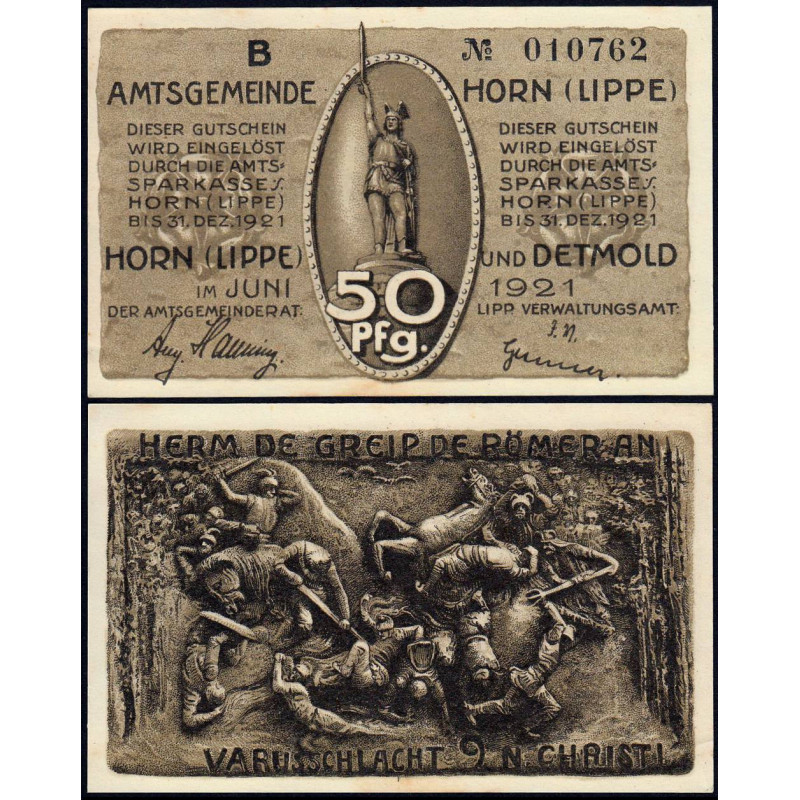 B
№ 010762
AMTSGEMEINDE HORN (LIPPE)
DIESER GUTSCHEIN
WIRD EINGELÖST
DURCH DIE AMTS-
SPARKASSE z.
HORN (LIPPE)
BIS 31. DEZ. 1921
DIESER GUTSCHEIN
WIRD EINGELÖST
DURCH DIE AMTS-
SPARKASSE z.
HORN (LIPPE)
BIS 31. DEZ. 1921
HORN (LIPPE) UND DETMOLD
IM JUNI 1921
50
Pfg.
DER AMTSGEMEINDERAT:
LIPP. VERWALTUNGSAMT:
HERM DE GREIP DE RÖMER AN
VARUSSCHLACHT 9 N. CHRISTI